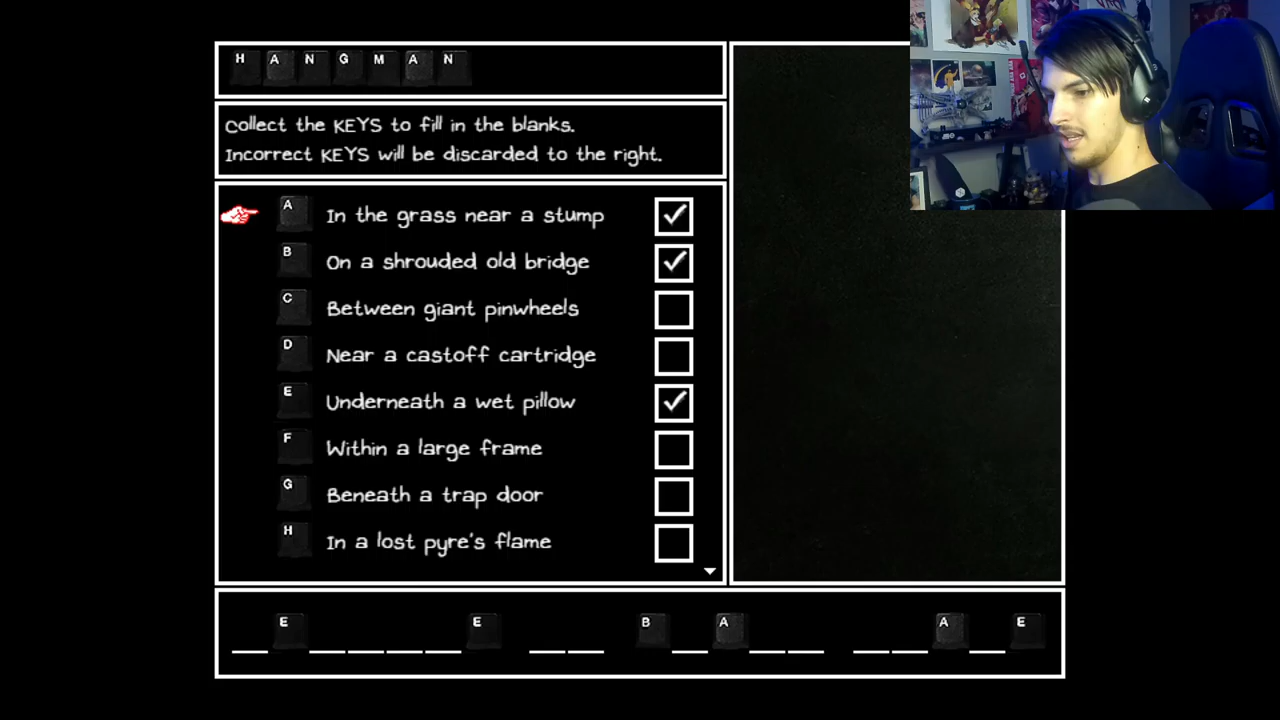 H A N G M A N
Collect the KEYS to fill in the blanks.
Incorrect KEYS will be discarded to the right.
A In the grass near a stump
B On a shrouded old bridge
C Between giant pinwheels
D Near a castoff cartridge
E Underneath a wet pillow
F Within a large frame
G Beneath a trap door
H In a lost pyre's flame
E E B A A E